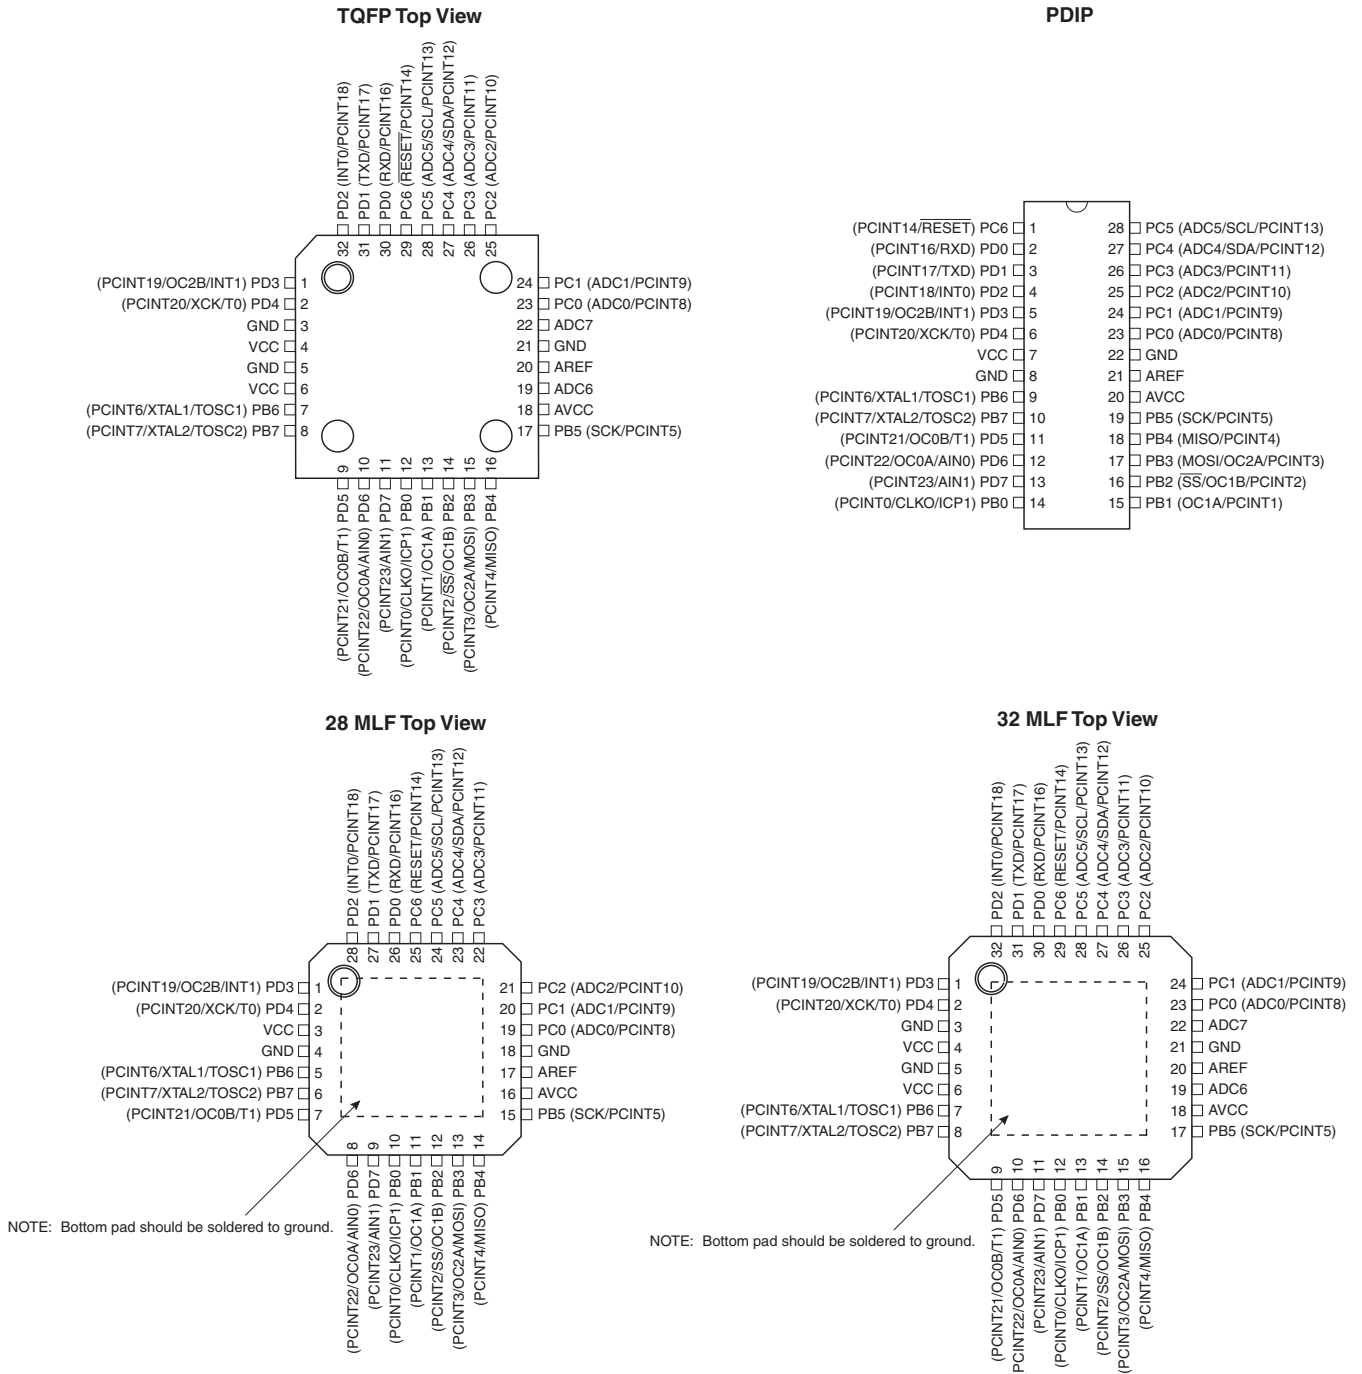 TQFP Top View
PD2 (INT0/PCINT18)
PD1 (TXD/PCINT17)
PD0 (RXD/PCINT16)
PC6 (RESET/PCINT14)
PC5 (ADC5/SCL/PCINT13)
PC4 (ADC4/SDA/PCINT12)
PC3 (ADC3/PCINT11)
PC2 (ADC2/PCINT10)
32 31 30 29 28 27 26 25
(PCINT19/OC2B/INT1) PD3 1
(PCINT20/XCK/T0) PD4 2
GND 3
VCC 4
GND 5
VCC 6
(PCINT6/XTAL1/TOSC1) PB6 7
(PCINT7/XTAL2/TOSC2) PB7 8
24 PC1 (ADC1/PCINT9)
23 PC0 (ADC0/PCINT8)
22 ADC7
21 GND
20 AREF
19 ADC6
18 AVCC
17 PB5 (SCK/PCINT5)
9 10 11 12 13 14 15 16
(PCINT21/OC0B/T1) PD5
(PCINT22/OC0A/AIN0) PD6
(PCINT23/AIN1) PD7
(PCINT0/CLKO/ICP1) PB0
(PCINT1/OC1A) PB1
(PCINT2/SS/OC1B) PB2
(PCINT3/OC2A/MOSI) PB3
(PCINT4/MISO) PB4
PDIP
(PCINT14/RESET) PC6 1
(PCINT16/RXD) PD0 2
(PCINT17/TXD) PD1 3
(PCINT18/INT0) PD2 4
(PCINT19/OC2B/INT1) PD3 5
(PCINT20/XCK/T0) PD4 6
VCC 7
GND 8
(PCINT6/XTAL1/TOSC1) PB6 9
(PCINT7/XTAL2/TOSC2) PB7 10
(PCINT21/OC0B/T1) PD5 11
(PCINT22/OC0A/AIN0) PD6 12
(PCINT23/AIN1) PD7 13
(PCINT0/CLKO/ICP1) PB0 14
28 PC5 (ADC5/SCL/PCINT13)
27 PC4 (ADC4/SDA/PCINT12)
26 PC3 (ADC3/PCINT11)
25 PC2 (ADC2/PCINT10)
24 PC1 (ADC1/PCINT9)
23 PC0 (ADC0/PCINT8)
22 GND
21 AREF
20 AVCC
19 PB5 (SCK/PCINT5)
18 PB4 (MISO/PCINT4)
17 PB3 (MOSI/OC2A/PCINT3)
16 PB2 (SS/OC1B/PCINT2)
15 PB1 (OC1A/PCINT1)
28 MLF Top View
PD2 (INT0/PCINT18)
PD1 (TXD/PCINT17)
PD0 (RXD/PCINT16)
PC6 (RESET/PCINT14)
PC5 (ADC5/SCL/PCINT13)
PC4 (ADC4/SDA/PCINT12)
PC3 (ADC3/PCINT11)
28 27 26 25 24 23 22
(PCINT19/OC2B/INT1) PD3 1
(PCINT20/XCK/T0) PD4 2
VCC 3
GND 4
(PCINT6/XTAL1/TOSC1) PB6 5
(PCINT7/XTAL2/TOSC2) PB7 6
(PCINT21/OC0B/T1) PD5 7
21 PC2 (ADC2/PCINT10)
20 PC1 (ADC1/PCINT9)
19 PC0 (ADC0/PCINT8)
18 GND
17 AREF
16 AVCC
15 PB5 (SCK/PCINT5)
8 9 10 11 12 13 14
(PCINT22/OC0A/AIN0) PD6
(PCINT23/AIN1) PD7
(PCINT0/CLKO/ICP1) PB0
(PCINT1/OC1A) PB1
(PCINT2/SS/OC1B) PB2
(PCINT3/OC2A/MOSI) PB3
(PCINT4/MISO) PB4
NOTE: Bottom pad should be soldered to ground.
32 MLF Top View
PD2 (INT0/PCINT18)
PD1 (TXD/PCINT17)
PD0 (RXD/PCINT16)
PC6 (RESET/PCINT14)
PC5 (ADC5/SCL/PCINT13)
PC4 (ADC4/SDA/PCINT12)
PC3 (ADC3/PCINT11)
PC2 (ADC2/PCINT10)
32 31 30 29 28 27 26 25
(PCINT19/OC2B/INT1) PD3 1
(PCINT20/XCK/T0) PD4 2
GND 3
VCC 4
GND 5
VCC 6
(PCINT6/XTAL1/TOSC1) PB6 7
(PCINT7/XTAL2/TOSC2) PB7 8
24 PC1 (ADC1/PCINT9)
23 PC0 (ADC0/PCINT8)
22 ADC7
21 GND
20 AREF
19 ADC6
18 AVCC
17 PB5 (SCK/PCINT5)
9 10 11 12 13 14 15 16
(PCINT21/OC0B/T1) PD5
PCINT22/OC0A/AIN0) PD6
(PCINT23/AIN1) PD7
(PCINT0/CLKO/ICP1) PB0
(PCINT1/OC1A) PB1
(PCINT2/SS/OC1B) PB2
(PCINT3/OC2A/MOSI) PB3
(PCINT4/MISO) PB4
NOTE: Bottom pad should be soldered to ground.